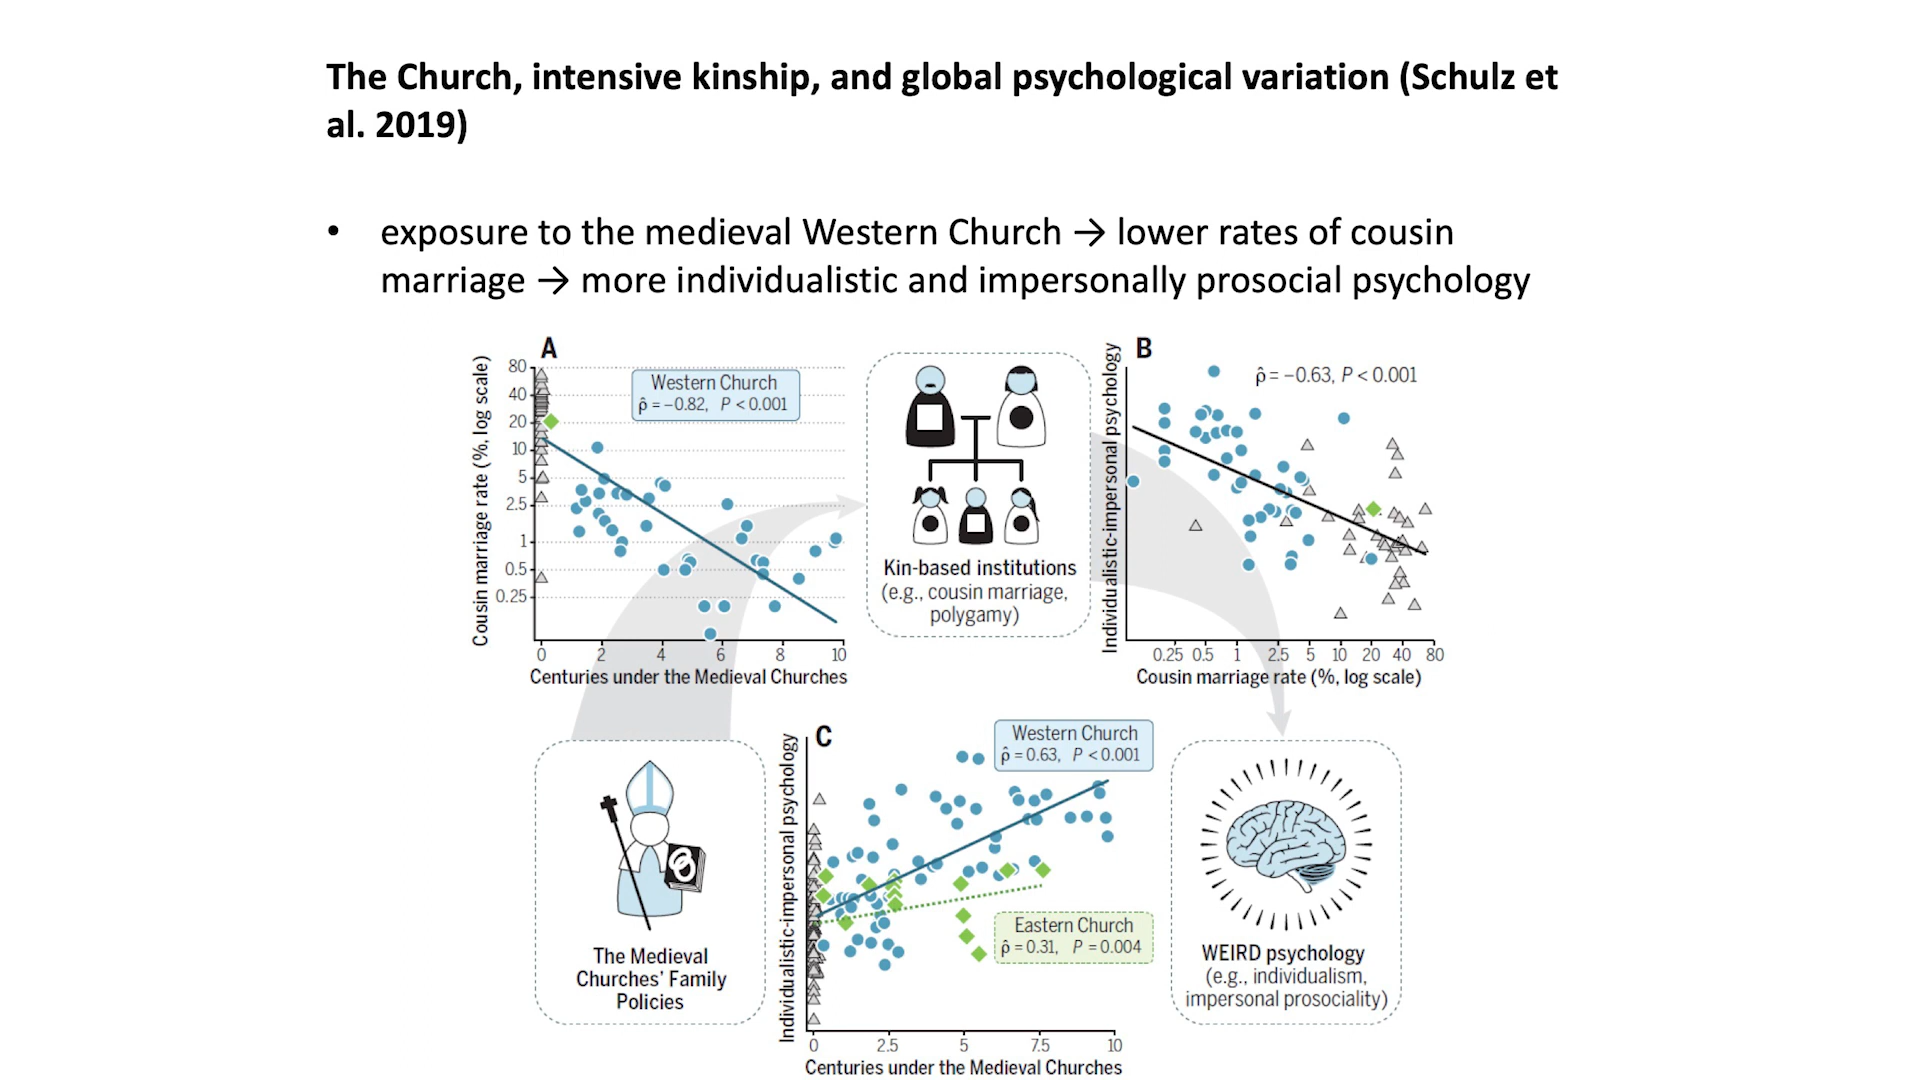 The Church, intensive kinship, and global psychological variation (Schulz et
al. 2019)
• exposure to the medieval Western Church → lower rates of cousin
marriage → more individualistic and impersonally prosocial psychology
A
Cousin marriage rate (%, log scale)
80
40
20
10
5
2.5
1
0.5
0.25
Western Church
ρ̂ = −0.82, P < 0.001
0 2 4 6 8 10
Centuries under the Medieval Churches
Kin-based institutions
(e.g., cousin marriage,
polygamy)
B
Individualistic-impersonal psychology
ρ̂ = −0.63, P < 0.001
0.25 0.5 1 2.5 5 10 20 40 80
Cousin marriage rate (%, log scale)
The Medieval
Churches’ Family
Policies
C
Individualistic-impersonal psychology
Western Church
ρ̂ = 0.63, P < 0.001
Eastern Church
ρ̂ = 0.31, P = 0.004
0 2.5 5 7.5 10
Centuries under the Medieval Churches
WEIRD psychology
(e.g., individualism,
impersonal prosociality)